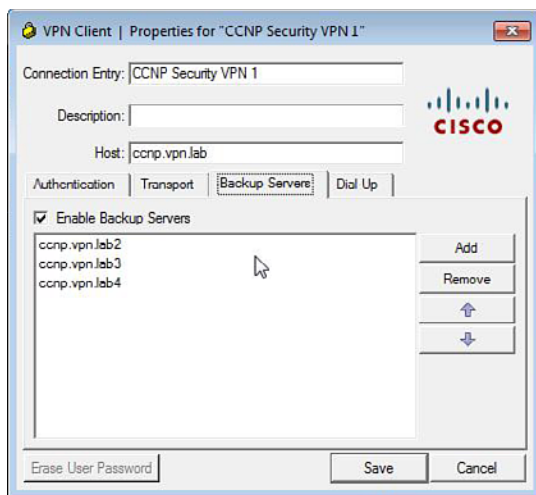 VPN Client | Properties for "CCNP Security VPN 1"
Connection Entry: CCNP Security VPN 1
Description:
Host: ccnp.vpn.lab
CISCO
Authentication Transport Backup Servers Dial Up
Enable Backup Servers
ccnp.vpn.lab2
ccnp.vpn.lab3
ccnp.vpn.lab4
Add
Remove
Erase User Password Save Cancel